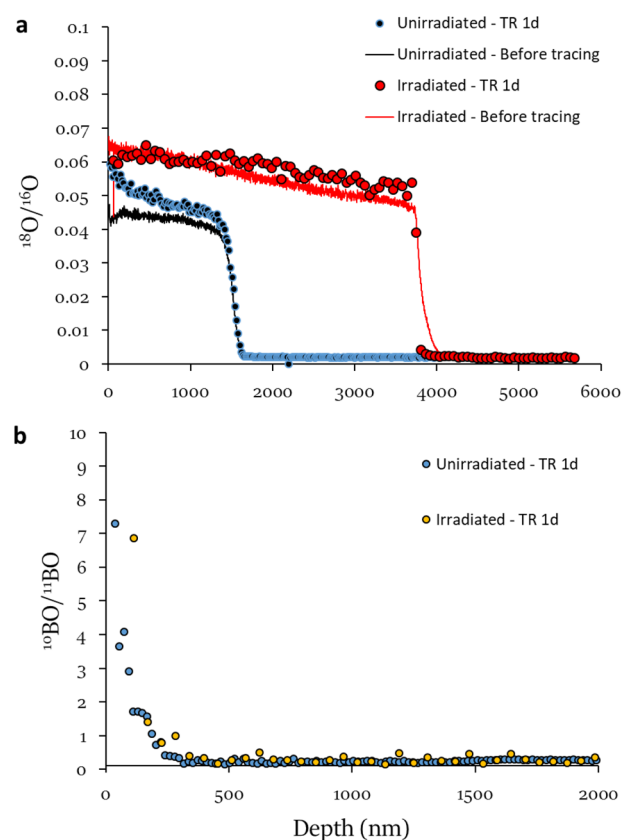 a
0.1
0.09
0.08
0.07
0.06
0.05
0.04
0.03
0.02
0.01
0
¹⁸O/¹⁶O
Unirradiated - TR 1d
Unirradiated - Before tracing
Irradiated - TR 1d
Irradiated - Before tracing
0 1000 2000 3000 4000 5000 6000
b
10
9
8
7
6
5
4
3
2
1
0
¹⁰BO/¹¹BO
Unirradiated - TR 1d
Irradiated - TR 1d
0 500 1000 1500 2000
Depth (nm)